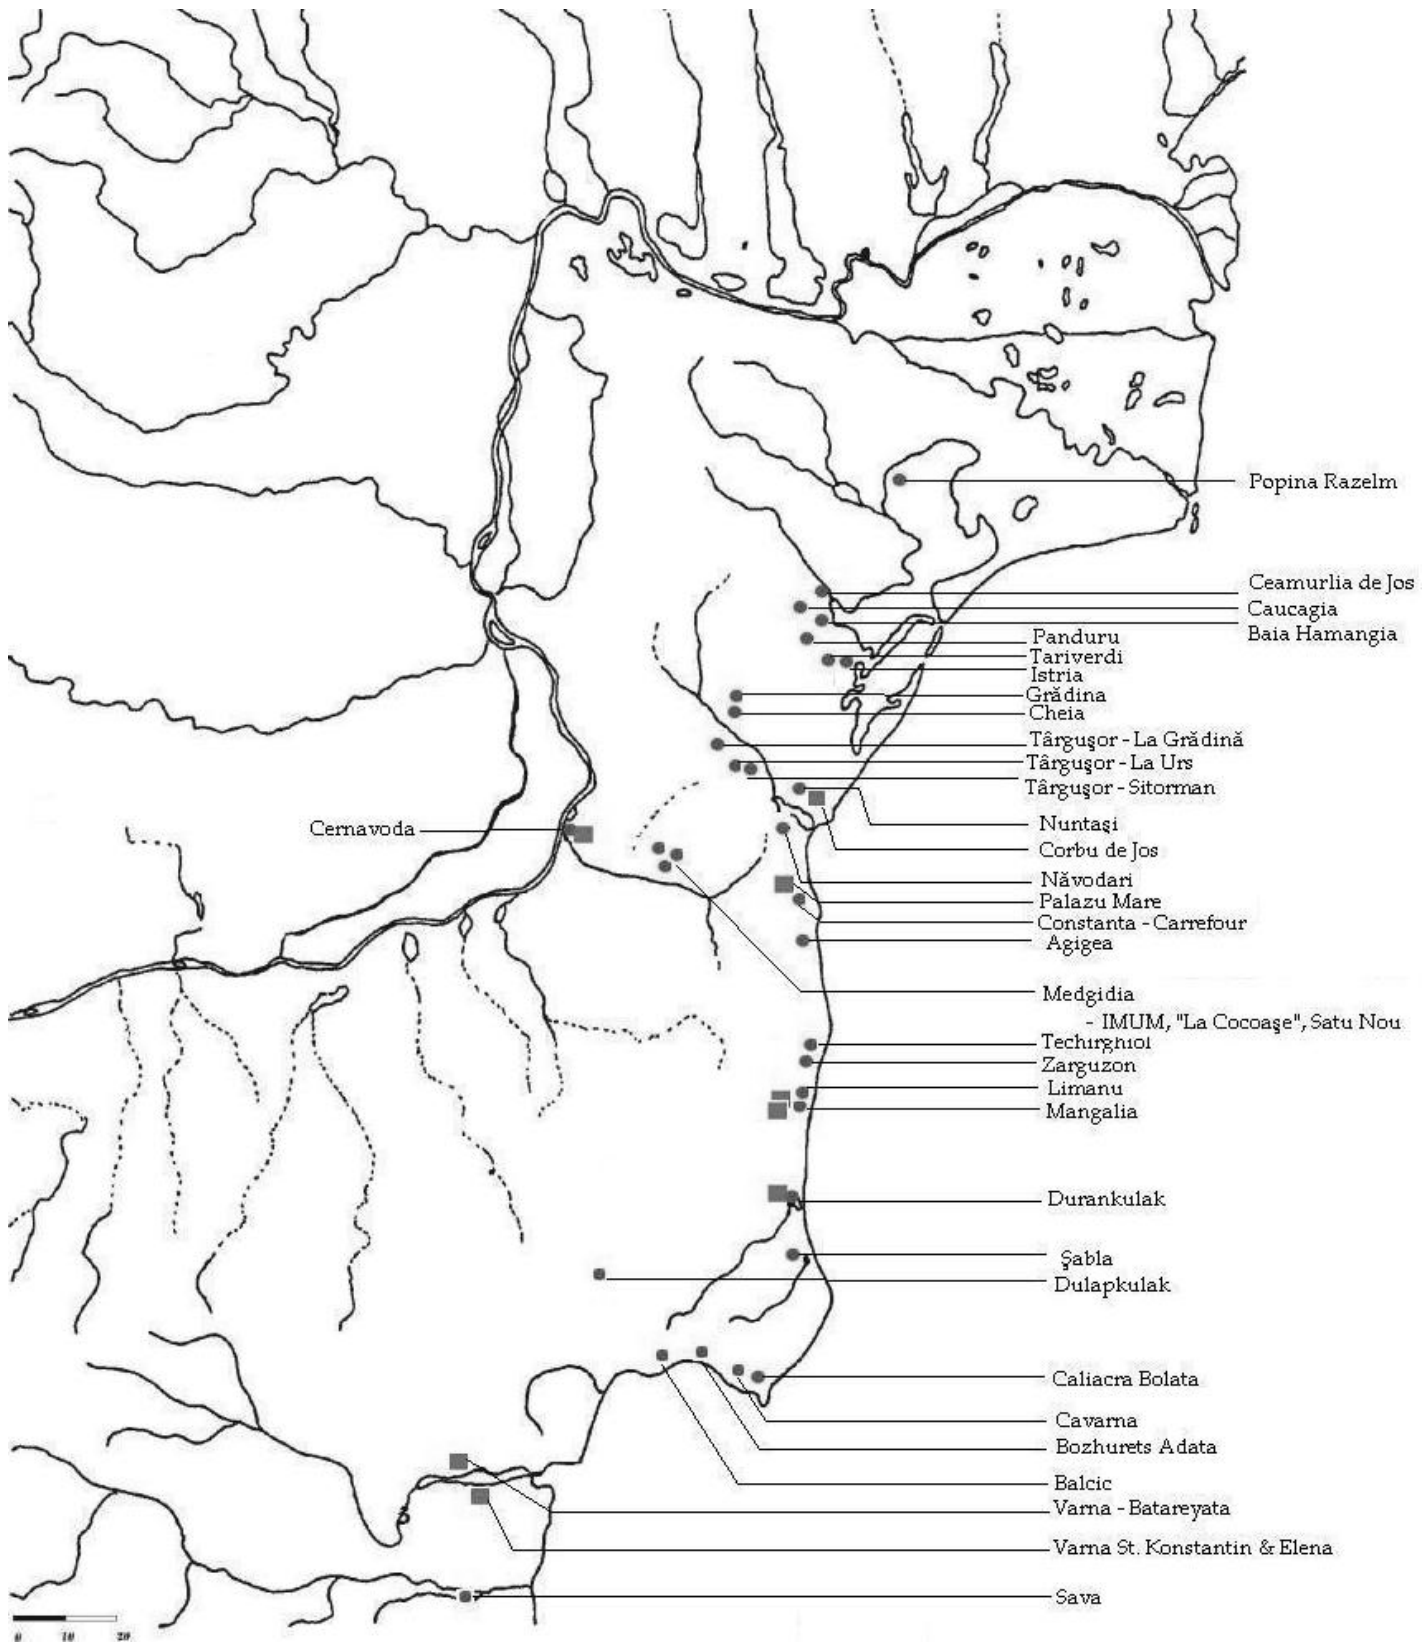 Popina Razelm
Ceamurlia de Jos
Caucagia
Baia Hamangia
Panduru
Tariverdi
Istria
Grădina
Cheia
Târguşor - La Grădină
Târguşor - La Urs
Târguşor - Sitorman
Nuntaşi
Cernavoda
Corbu de Jos
Năvodari
Palazu Mare
Constanta - Carrefour
Agigea
Medgidia
- IMUM, "La Cocoaşe", Satu Nou
Techirghiol
Zarguzon
Limanu
Mangalia
Durankulak
Şabla
Dulapkulak
Caliacra Bolata
Cavarna
Bozhurets Adata
Balcic
Varna - Batareyata
Varna St. Konstantin & Elena
Sava
0 10 20